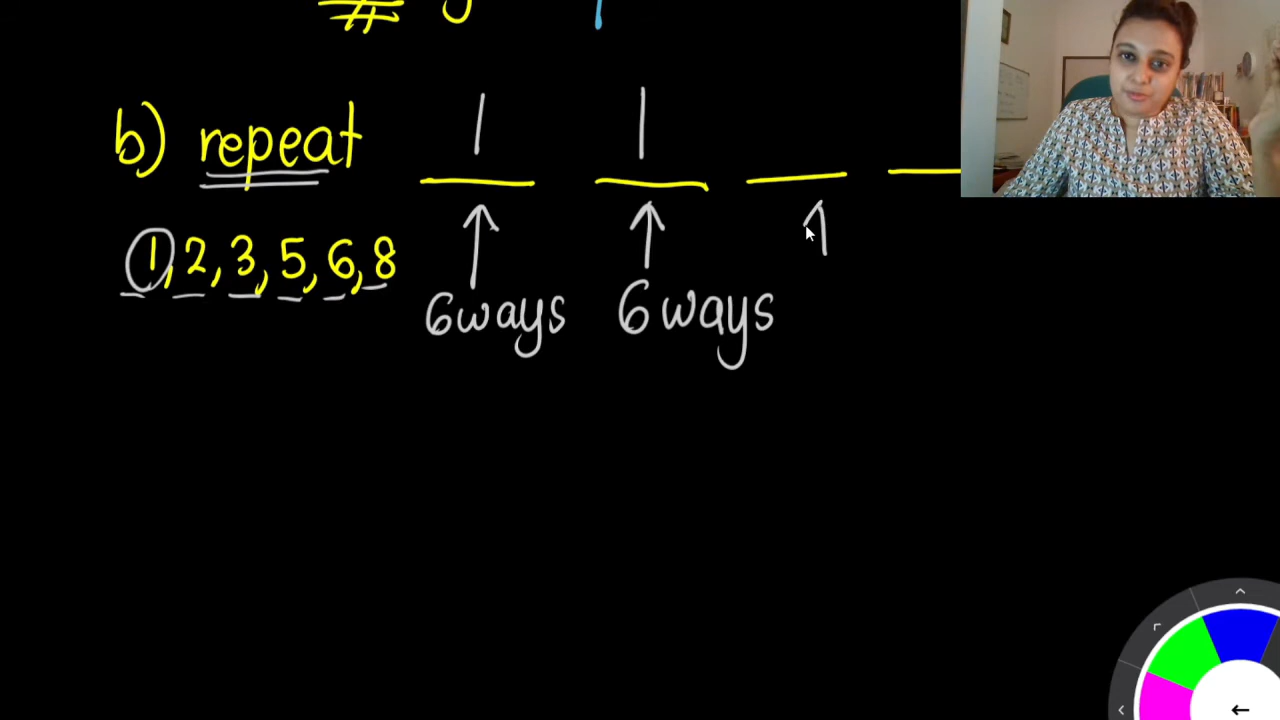 b) repeat 1 1
1, 2, 3, 5, 6, 8
6 ways 6 ways